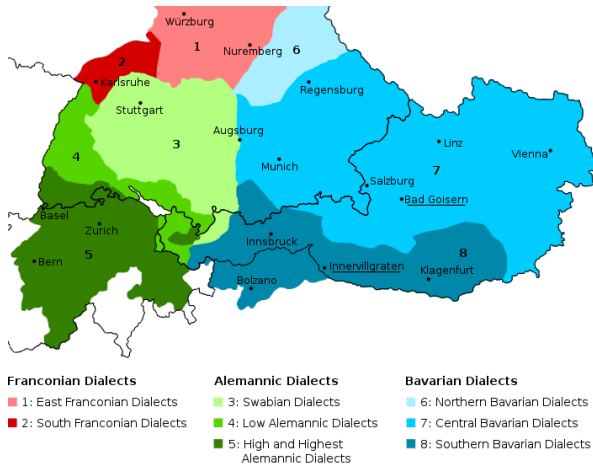 Würzburg
1
Nuremberg
6
2
Karlsruhe
Regensburg
Stuttgart
Augsburg
3
Linz
4
Munich
Vienna
7
Salzburg
Bad Goisern
Basel
Zurich
Innsbruck
5
8
Bern
Innervillgraten
Klagenfurt
Bolzano
Franconian Dialects
1: East Franconian Dialects
2: South Franconian Dialects
Alemannic Dialects
3: Swabian Dialects
4: Low Alemannic Dialects
5: High and Highest
Alemannic Dialects
Bavarian Dialects
6: Northern Bavarian Dialects
7: Central Bavarian Dialects
8: Southern Bavarian Dialects